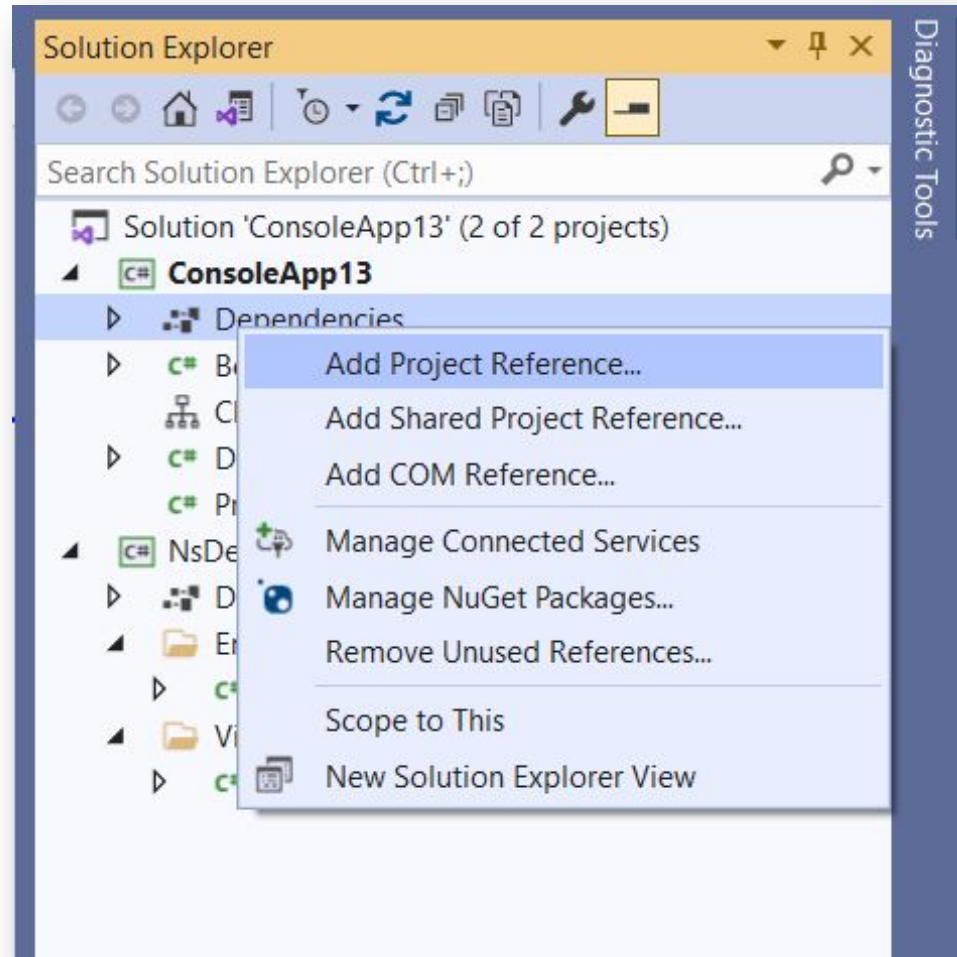 Solution Explorer
Search Solution Explorer (Ctrl+;)
Solution 'ConsoleApp13' (2 of 2 projects)
C# ConsoleApp13
Dependencies
C#
Add Project Reference...
Add Shared Project Reference...
C#
Add COM Reference...
C#
C#
Manage Connected Services
Manage NuGet Packages...
Remove Unused References...
Scope to This
New Solution Explorer View
Diagnostic Tools